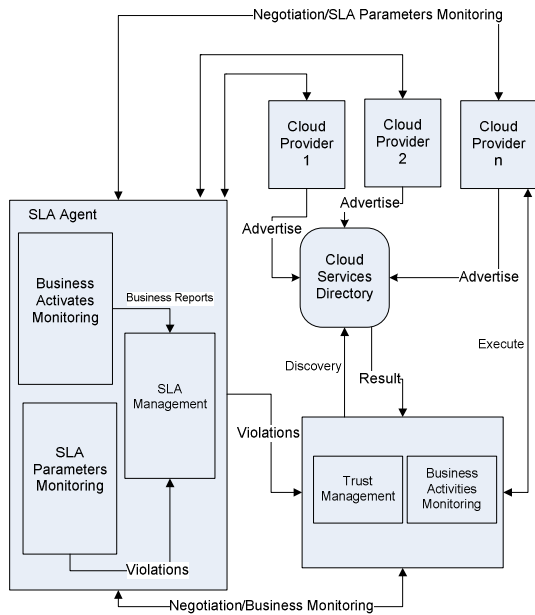 Negotiation/SLA Parameters Monitoring
Cloud
Provider
1
Cloud
Provider
2
Cloud
Provider
n
SLA Agent
Advertise
Advertise
Advertise
Cloud
Services
Directory
Business
Activates
Monitoring
Business Reports
SLA
Management
Discovery
Result
Execute
Violations
SLA
Parameters
Monitoring
Trust
Management
Business
Activities
Monitoring
Violations
Negotiation/Business Monitoring